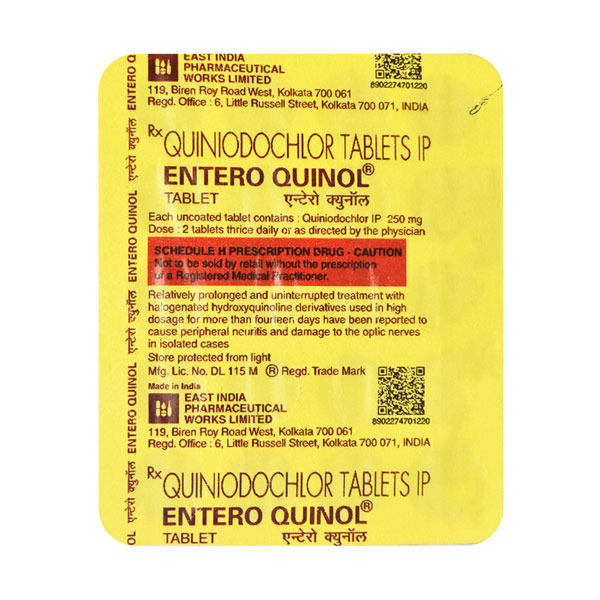 EAST INDIA
PHARMACEUTICAL
WORKS LIMITED
8902274701220
119, Biren Roy Road West, Kolkata 700 061
Regd. Office : 6, Little Russell Street, Kolkata 700 071, INDIA
Rx QUINIODOCHLOR TABLETS IP
ENTERO QUINOL®
TABLET एन्टेरो क्युनॉल
Each uncoated tablet contains : Quiniodochlor IP 250 mg
Dose : 2 tablets thrice daily or as directed by the physician
SCHEDULE H PRESCRIPTION DRUG - CAUTION
Not to be sold by retail without the prescription
of a Registered Medical Practitioner.
Relatively prolonged and uninterrupted treatment with
halogenated hydroxyquinoline derivatives used in high
dosage for more than fourteen days have been reported to
cause peripheral neuritis and damage to the optic nerves
in isolated cases
Store protected from light
Mfg. Lic. No. DL 115 M ® Regd. Trade Mark
Made in India
EAST INDIA
PHARMACEUTICAL
WORKS LIMITED
8902274701220
119, Biren Roy Road West, Kolkata 700 061
Regd. Office : 6, Little Russell Street, Kolkata 700 071, INDIA
Rx QUINIODOCHLOR TABLETS IP
ENTERO QUINOL®
TABLET एन्टेरो क्युनॉल
OL एन्टेरो क्युनॉल ENTERO QUINOL एन्टेरो क्युनॉल ENTERO QUINOL एन्टेरो क्युनॉल ENTERO QUINOL